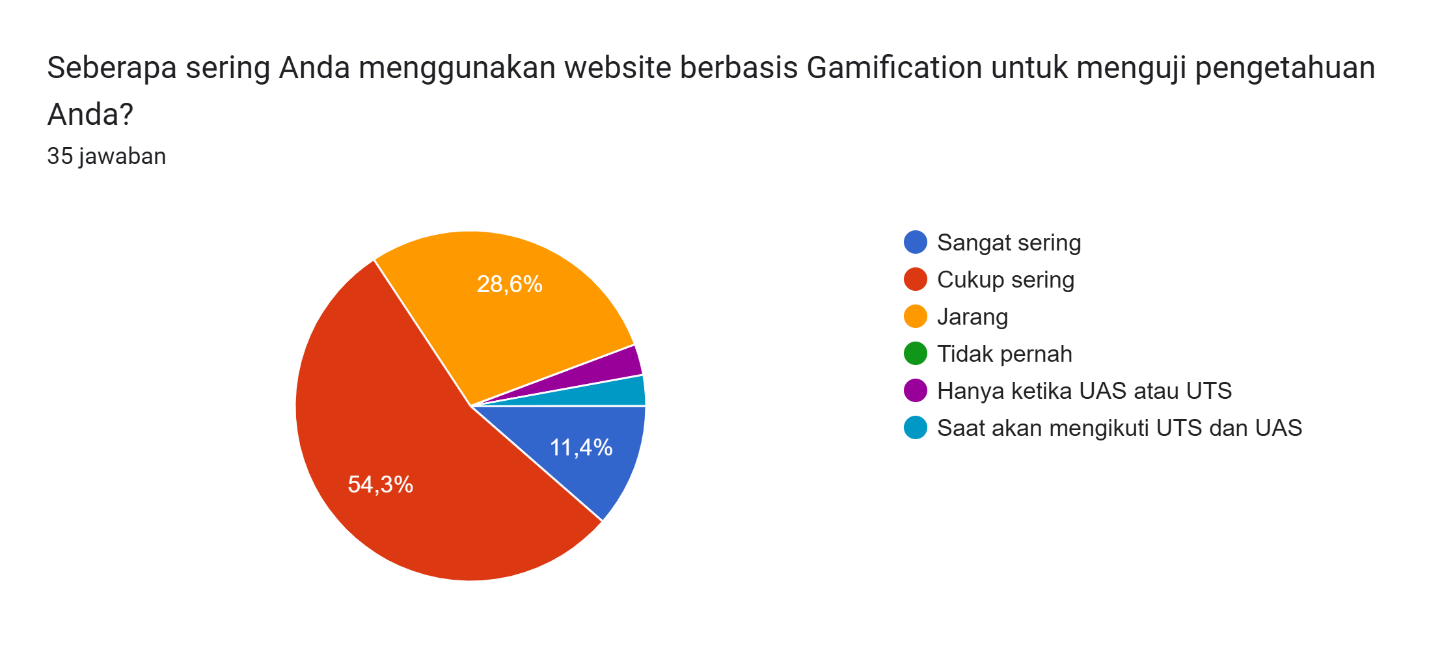 Seberapa sering Anda menggunakan website berbasis Gamification untuk menguji pengetahuan
Anda?
35 jawaban
Sangat sering
Cukup sering
Jarang
Tidak pernah
Hanya ketika UAS atau UTS
Saat akan mengikuti UTS dan UAS
28,6%
11,4%
54,3%